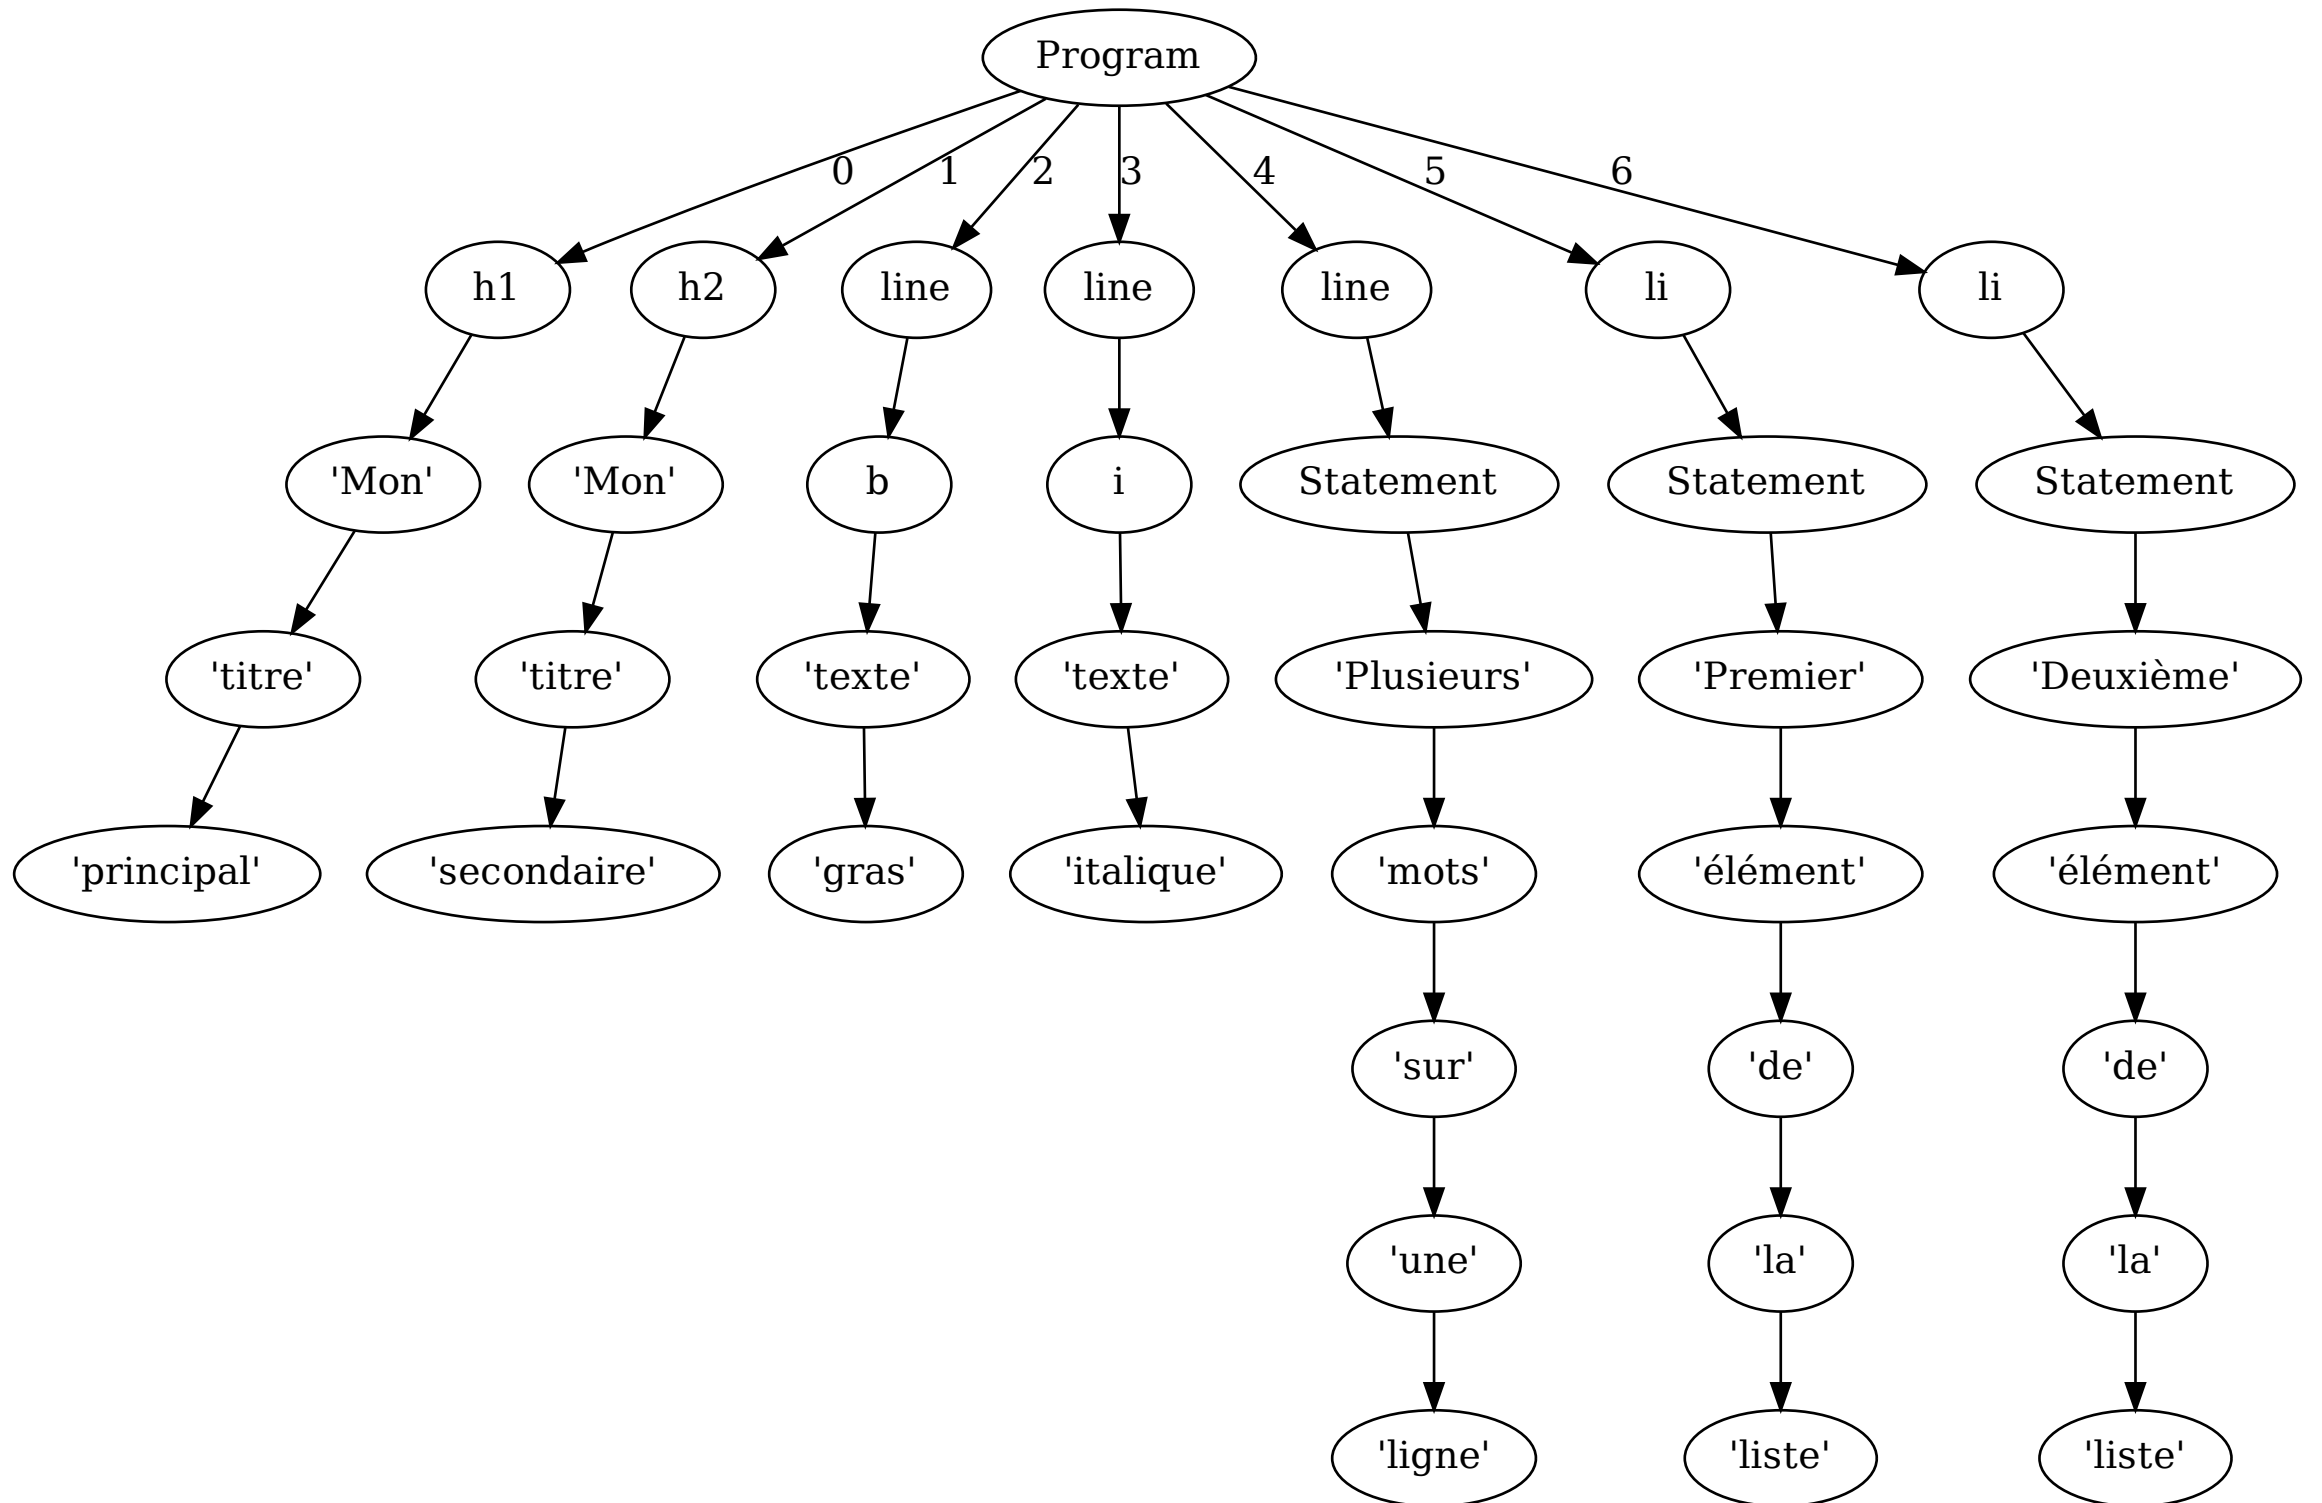 Program
0 1 2 3 4 5 6
h1 h2 line line line li li
'Mon' 'Mon' b i Statement Statement Statement
'titre' 'titre' 'texte' 'texte' 'Plusieurs' 'Premier' 'Deuxième'
'principal' 'secondaire' 'gras' 'italique' 'mots' 'élément' 'élément'
'sur' 'de' 'de'
'une' 'la' 'la'
'ligne' 'liste' 'liste'